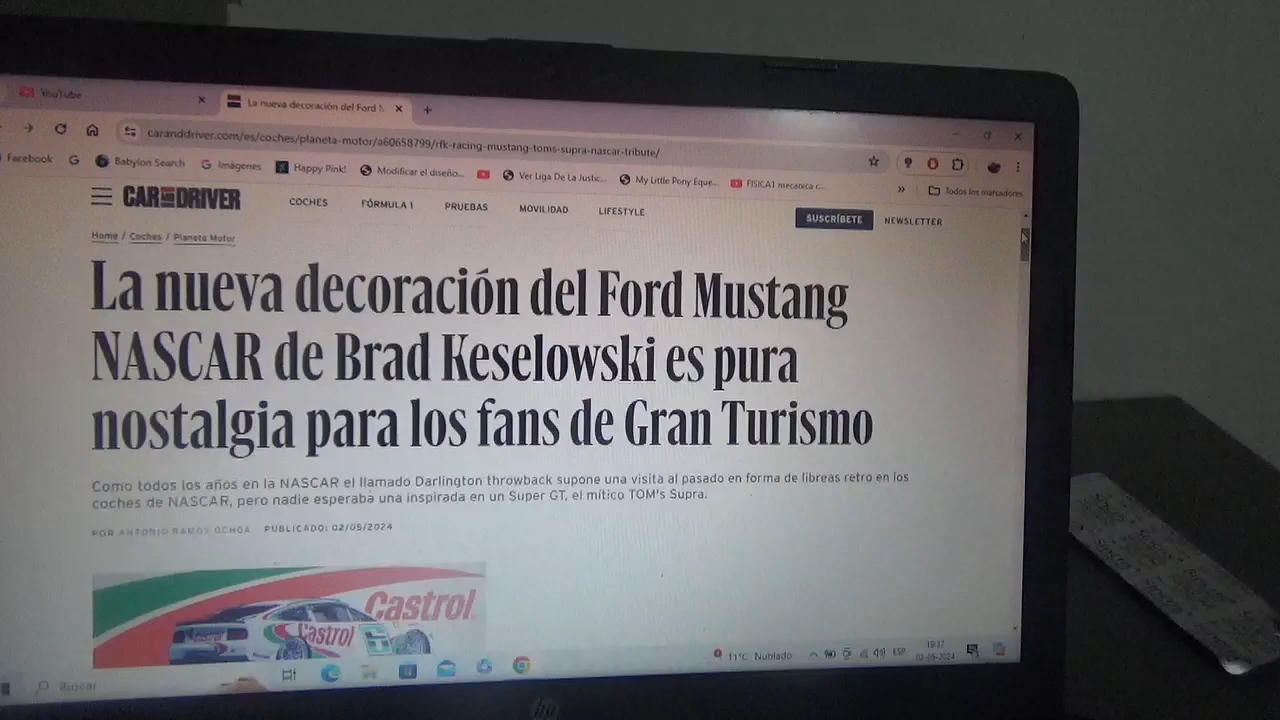 YouTube
La nueva decoración del Ford M
caranddriver.com/es/coches/planeta-motor/a60658799/rfk-racing-mustang-toms-supra-nascar-tribute/
Facebook
Babylon Search
Imágenes
Happy Pink!
Modificar el diseño...
Ver Liga De La Justic...
My Little Pony Eque...
FISICA1 mecanica c...
Todos los marcadores
CAR AND DRIVER
COCHES
FÓRMULA 1
PRUEBAS
MOVILIDAD
LIFESTYLE
SUSCRÍBETE
NEWSLETTER
Home / Coches / Planeta Motor
La nueva decoración del Ford Mustang
NASCAR de Brad Keselowski es pura
nostalgia para los fans de Gran Turismo
Como todos los años en la NASCAR el llamado Darlington throwback supone una visita al pasado en forma de libreas retro en los
coches de NASCAR, pero nadie esperaba una inspirada en un Super GT, el mítico TOM's Supra.
POR ANTONIO RAMOS OCHOA PUBLICADO: 02/05/2024
Castrol
Castrol
6
Buscar
11°C Nublado
ESP
19:37
02-05-2024
hp